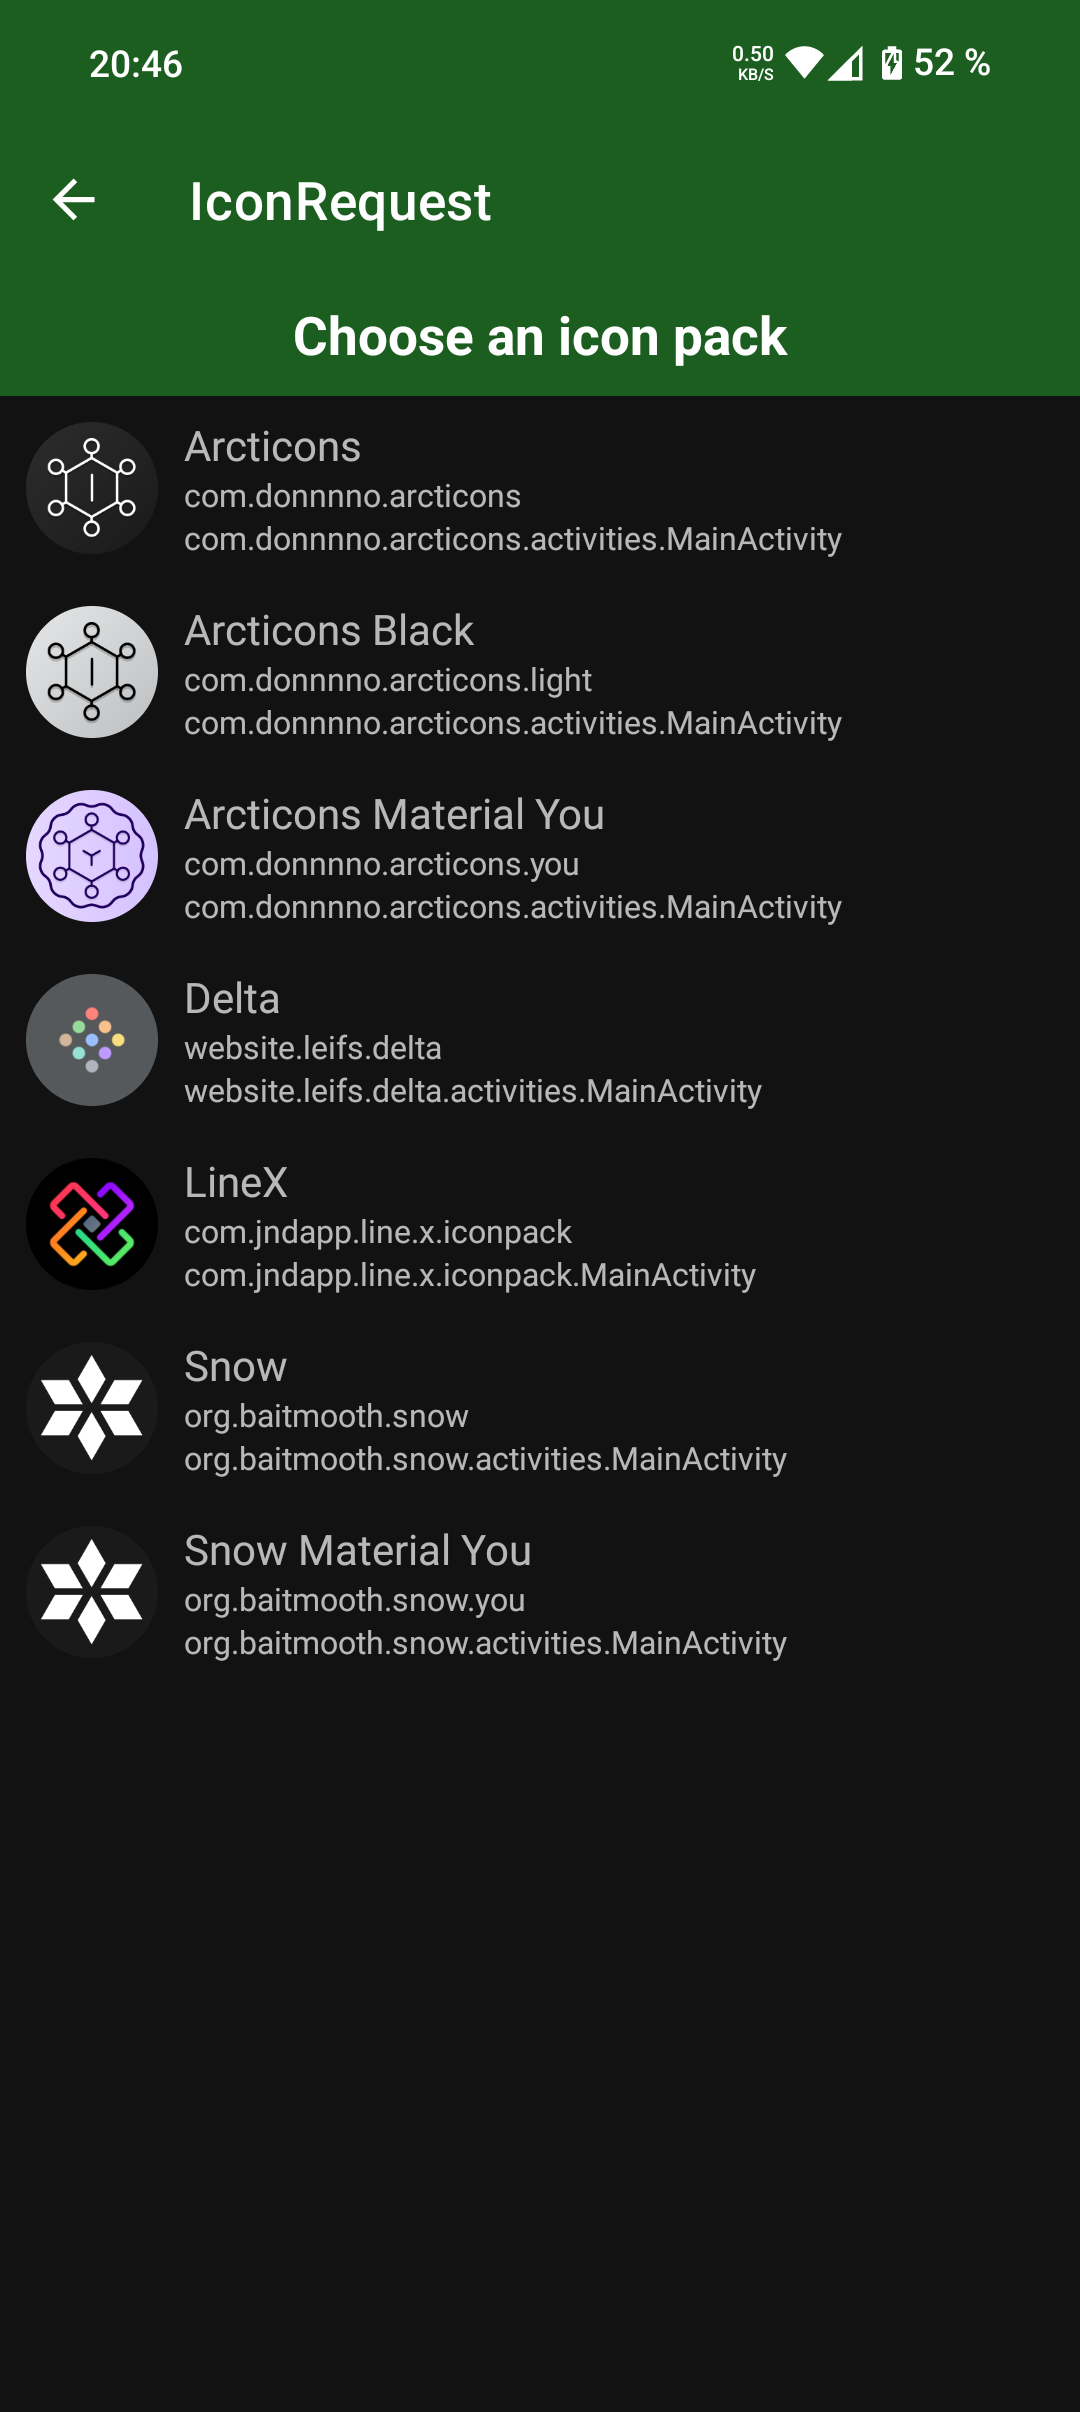 20:46
0.50
KB/S
52 %
IconRequest
Choose an icon pack
Arcticons
com.donnnno.arcticons
com.donnnno.arcticons.activities.MainActivity
Arcticons Black
com.donnnno.arcticons.light
com.donnnno.arcticons.activities.MainActivity
Arcticons Material You
com.donnnno.arcticons.you
com.donnnno.arcticons.activities.MainActivity
Delta
website.leifs.delta
website.leifs.delta.activities.MainActivity
LineX
com.jndapp.line.x.iconpack
com.jndapp.line.x.iconpack.MainActivity
Snow
org.baitmooth.snow
org.baitmooth.snow.activities.MainActivity
Snow Material You
org.baitmooth.snow.you
org.baitmooth.snow.activities.MainActivity